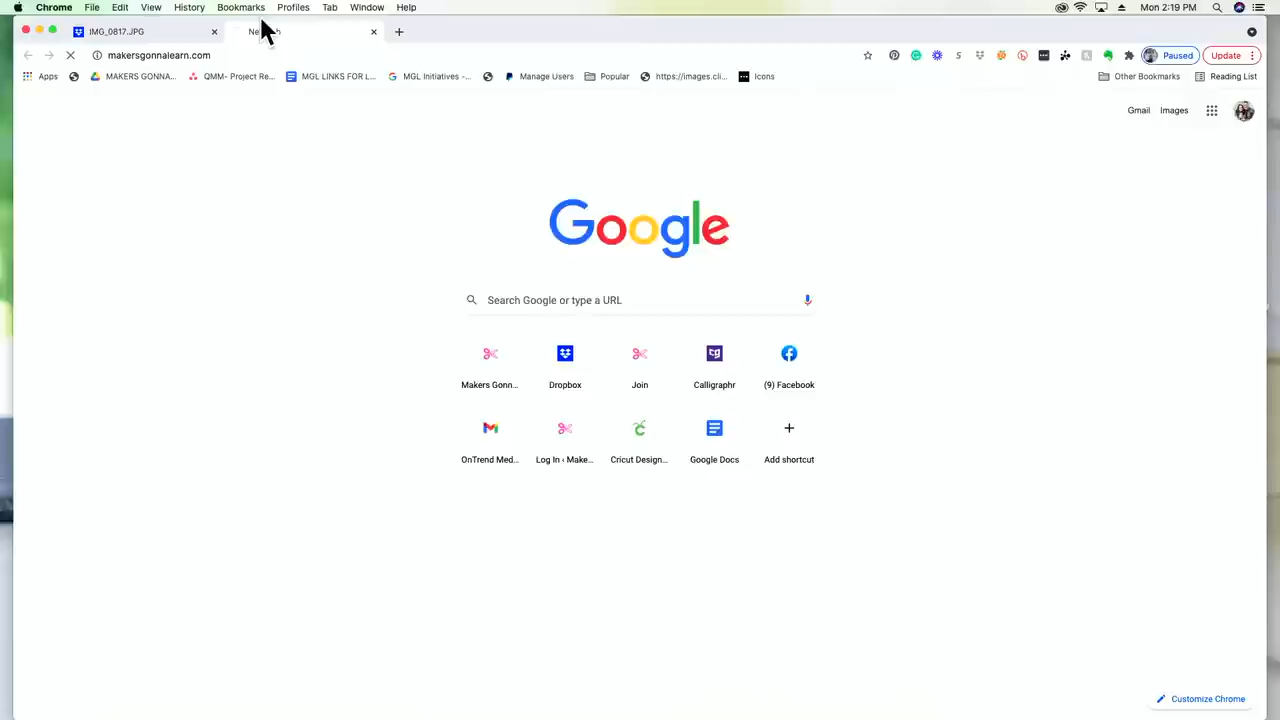 Chrome File Edit View History Bookmarks Profiles Tab Window Help Mon 2:19 PM
IMG_0817.JPG
makersgonnalearn.com Paused Update
Apps MAKERS GONNA... QMM- Project Re... MGL LINKS FOR L... MGL Initiatives -... Manage Users Popular https://images.cli... Icons Other Bookmarks Reading List
Gmail Images
Google
Search Google or type a URL
Makers Gonn... Dropbox Join Calligraphr (9) Facebook
OnTrend Med... Log In ‹ Make... Cricut Design... Google Docs Add shortcut
Customize Chrome